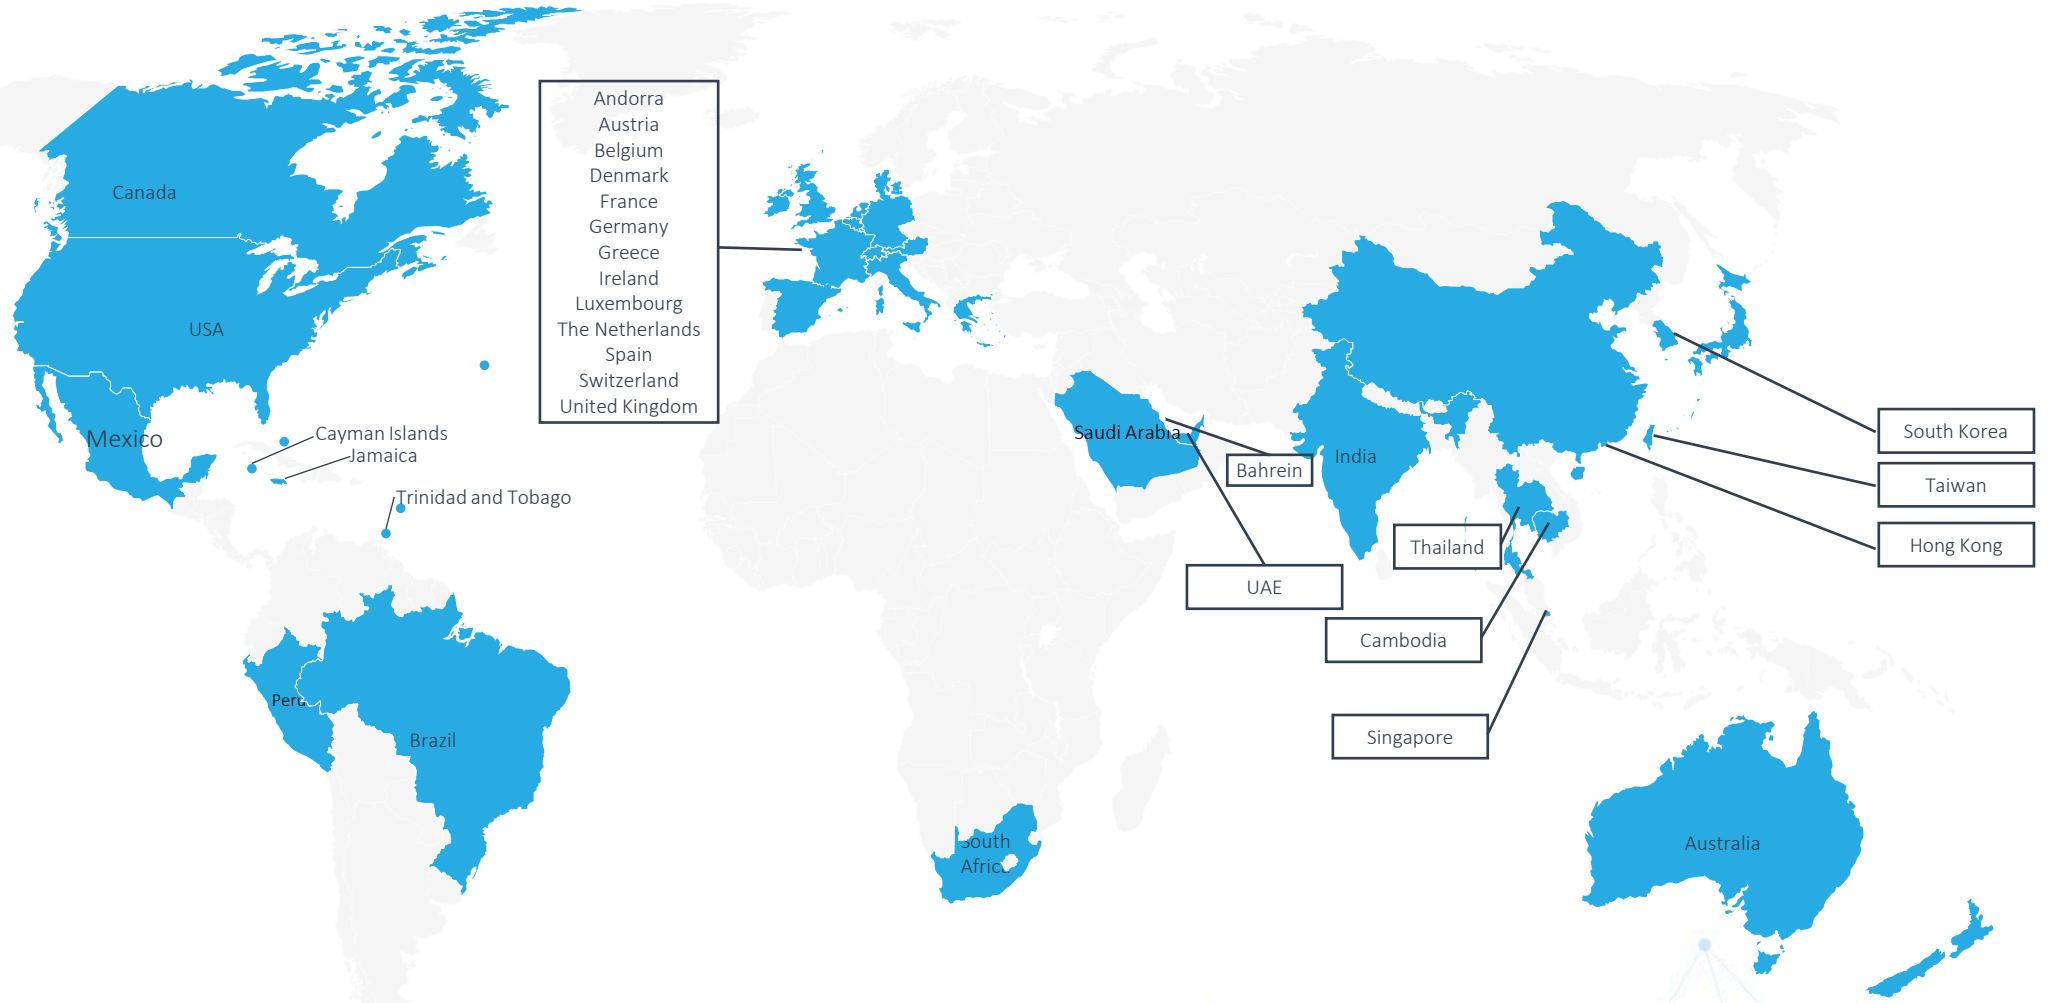 Canada
USA
Mexico
Cayman Islands
Jamaica
Trinidad and Tobago
Peru
Brazil
Andorra
Austria
Belgium
Denmark
France
Germany
Greece
Ireland
Luxembourg
The Netherlands
Spain
Switzerland
United Kingdom
Saudi Arabia
Bahrein
UAE
India
Thailand
Cambodia
Singapore
South Korea
Taiwan
Hong Kong
South
Africa
Australia